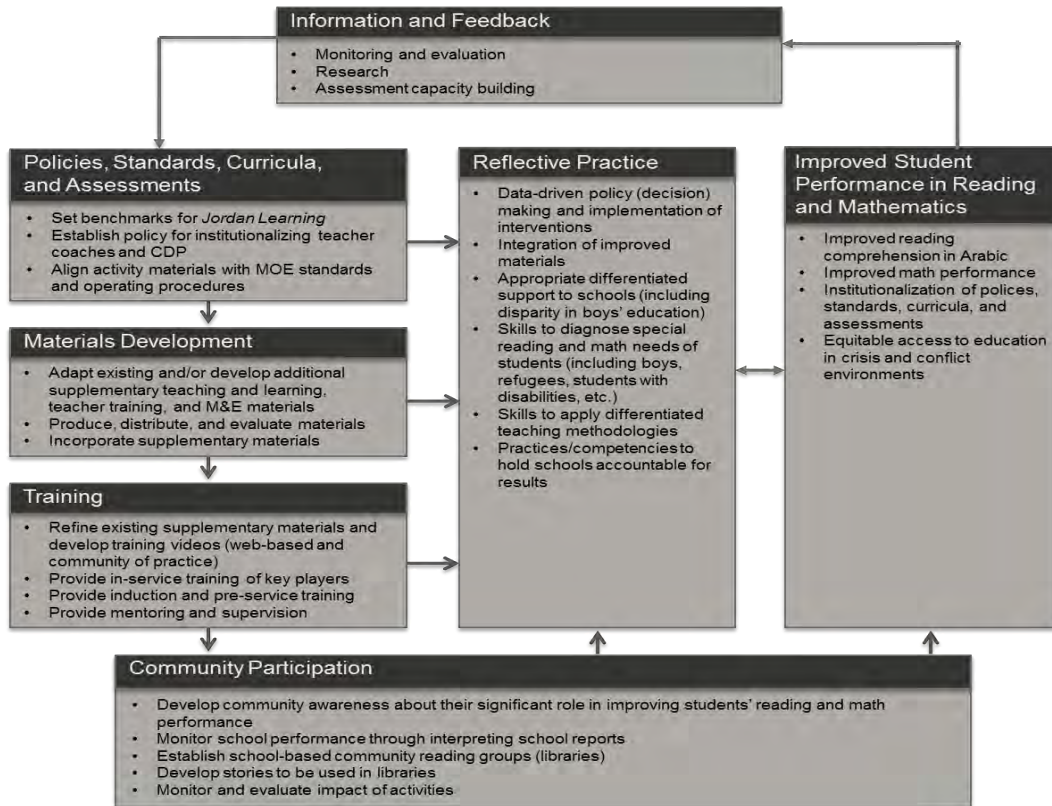 Information and Feedback
• Monitoring and evaluation
• Research
• Assessment capacity building
Policies, Standards, Curricula,
and Assessments
• Set benchmarks for Jordan Learning
• Establish policy for institutionalizing teacher
coaches and CDP
• Align activity materials with MOE standards
and operating procedures
Materials Development
• Adapt existing and/or develop additional
supplementary teaching and learning,
teacher training, and M&E materials
• Produce, distribute, and evaluate materials
• Incorporate supplementary materials
Training
• Refine existing supplementary materials and
develop training videos (web-based and
community of practice)
• Provide in-service training of key players
• Provide induction and pre-service training
• Provide mentoring and supervision
Reflective Practice
• Data-driven policy (decision)
making and implementation of
interventions
• Integration of improved
materials
• Appropriate differentiated
support to schools (including
disparity in boys' education)
• Skills to diagnose special
reading and math needs of
students (including boys,
refugees, students with
disabilities, etc.)
• Skills to apply differentiated
teaching methodologies
• Practices/competencies to
hold schools accountable for
results
Improved Student
Performance in Reading
and Mathematics
• Improved reading
comprehension in Arabic
• Improved math performance
• Institutionalization of polices,
standards, curricula, and
assessments
• Equitable access to education
in crisis and conflict
environments
Community Participation
• Develop community awareness about their significant role in improving students' reading and math
performance
• Monitor school performance through interpreting school reports
• Establish school-based community reading groups (libraries)
• Develop stories to be used in libraries
• Monitor and evaluate impact of activities